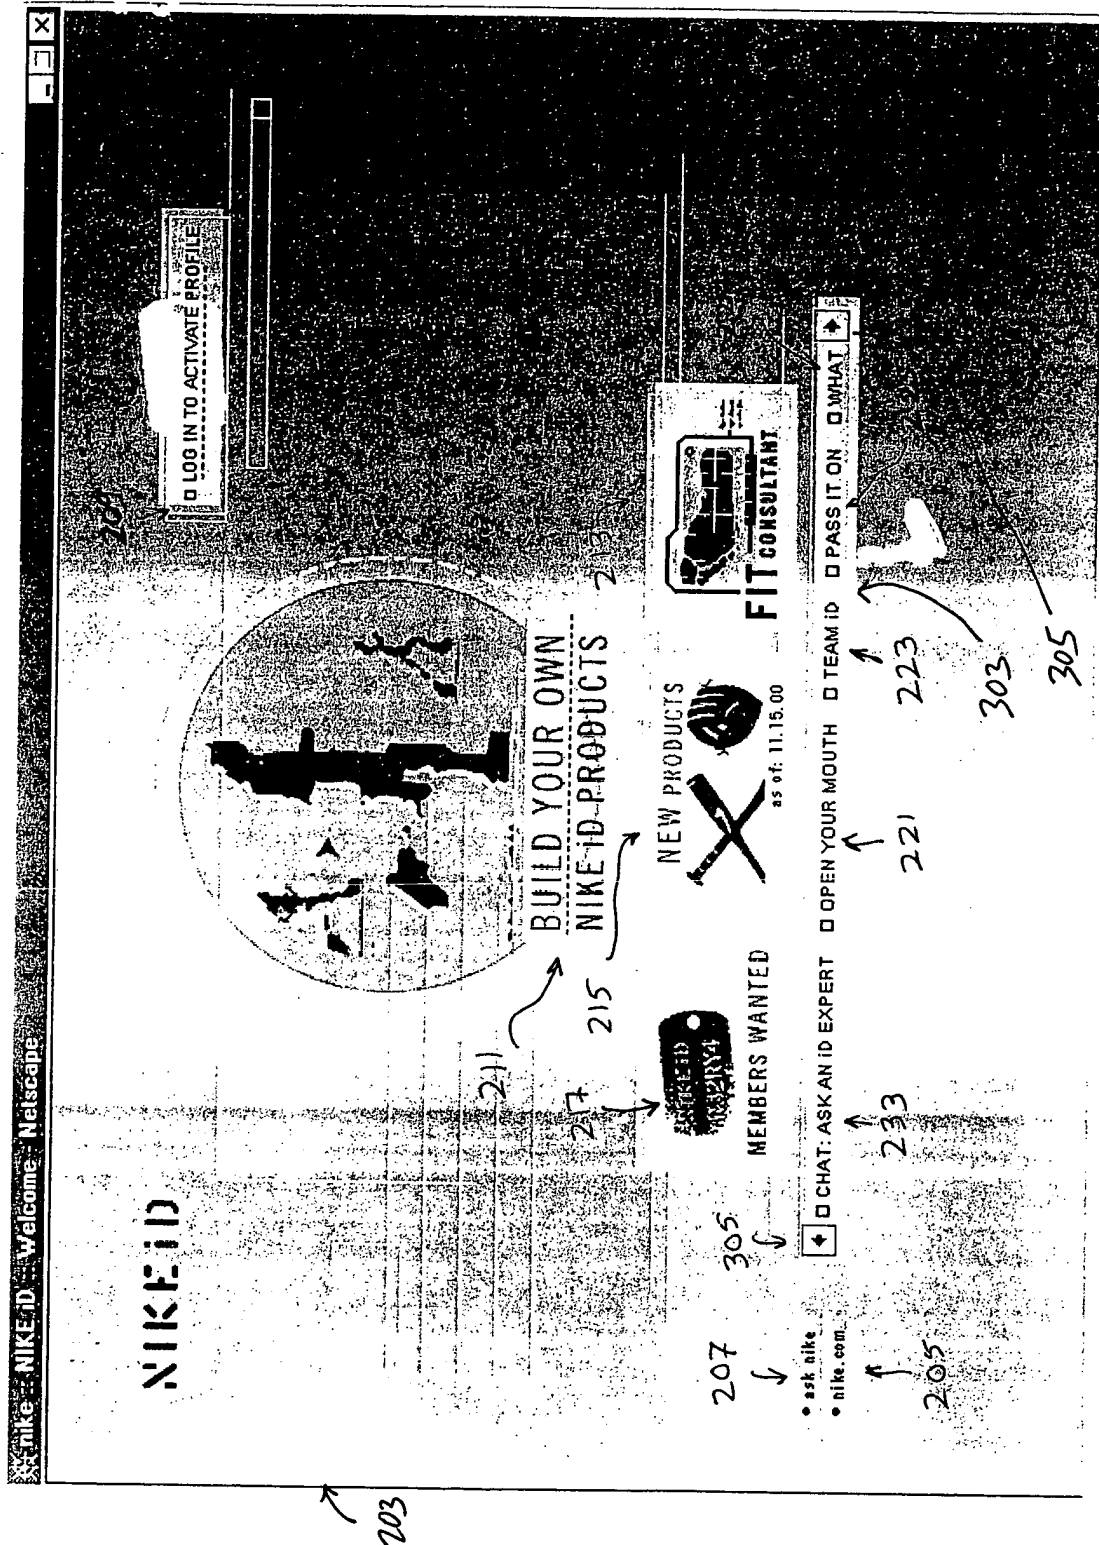 nike - NIKE iD - Welcome - Netscape
NIKE iD
209
LOG IN TO ACTIVATE PROFILE
203
211
BUILD YOUR OWN
NIKE iD PRODUCTS
213
217
215
NIKE iD
MEMBERS WANTED
NEW PRODUCTS
as of: 11.15.00
FIT CONSULTANT
207
305
ask nike
nike.com
CHAT: ASK AN iD EXPERT OPEN YOUR MOUTH TEAM iD PASS IT ON WHAT
205
233
221
223
303
305